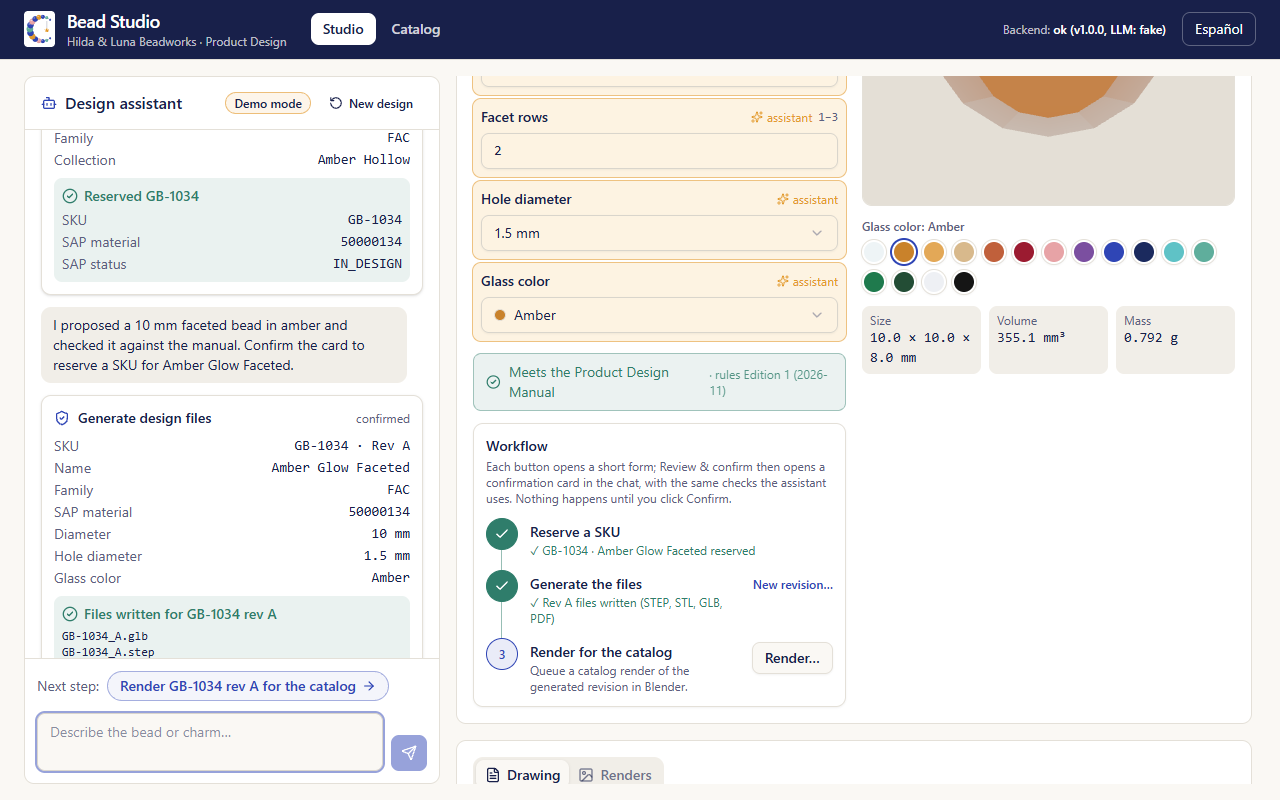 Bead Studio
Hilda & Luna Beadworks · Product Design
Studio
Catalog
Backend: ok (v1.0.0, LLM: fake)
Español
Design assistant
Demo mode
New design
Family FAC
Collection Amber Hollow
Reserved GB-1034
SKU GB-1034
SAP material 50000134
SAP status IN_DESIGN
I proposed a 10 mm faceted bead in amber and
checked it against the manual. Confirm the card to
reserve a SKU for Amber Glow Faceted.
Generate design files confirmed
SKU GB-1034 · Rev A
Name Amber Glow Faceted
Family FAC
SAP material 50000134
Diameter 10 mm
Hole diameter 1.5 mm
Glass color Amber
Files written for GB-1034 rev A
GB-1034_A.glb
GB-1034_A.step
Next step: Render GB-1034 rev A for the catalog →
Describe the bead or charm...
Facet rows assistant 1–3
2
Hole diameter assistant
1.5 mm
Glass color assistant
Amber
Meets the Product Design
Manual
· rules Edition 1 (2026-
11)
Workflow
Each button opens a short form; Review & confirm then opens a
confirmation card in the chat, with the same checks the assistant
uses. Nothing happens until you click Confirm.
Reserve a SKU
✓ GB-1034 · Amber Glow Faceted reserved
Generate the files New revision...
✓ Rev A files written (STEP, STL, GLB,
PDF)
3 Render for the catalog Render...
Queue a catalog render of the
generated revision in Blender.
Glass color: Amber
Size
10.0 × 10.0 ×
8.0 mm
Volume
355.1 mm³
Mass
0.792 g
Drawing
Renders